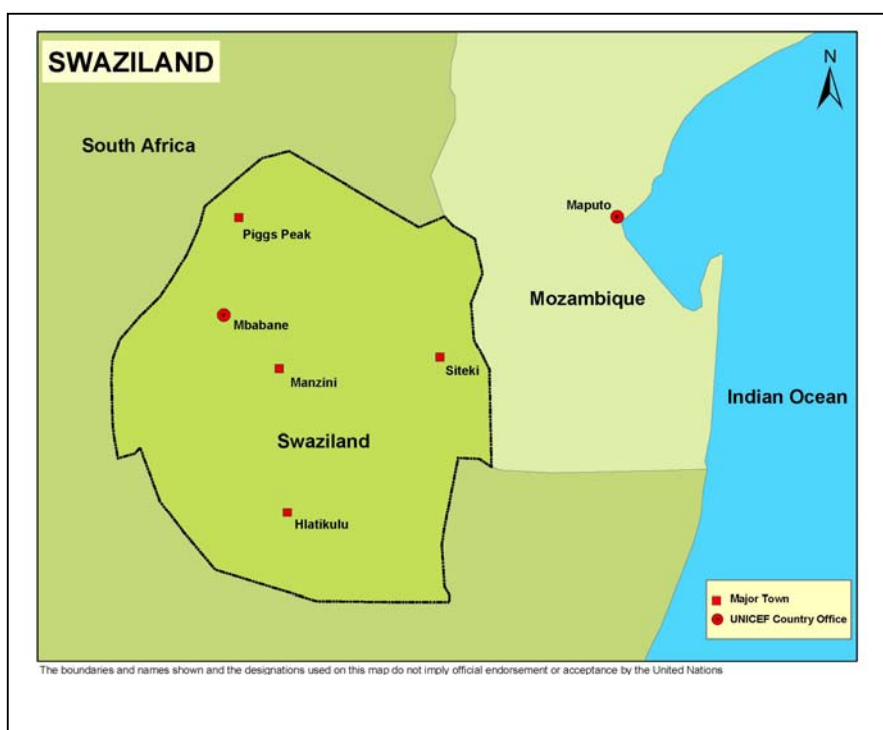 SWAZILAND
N
South Africa
Maputo
Piggs Peak
Mozambique
Mbabane
Siteki
Manzini
Indian Ocean
Swaziland
Hlatikulu
Major Town
UNICEF Country Office
The boundaries and names shown and the designations used on this map do not imply official endorsement or acceptance by the United Nations